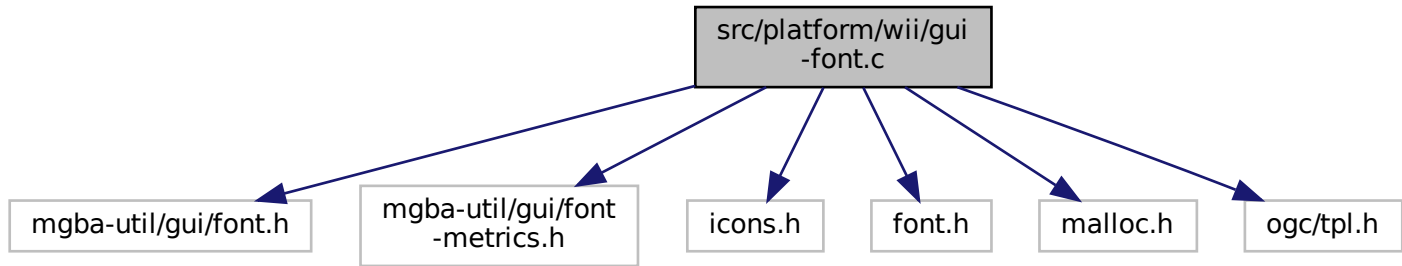 src/platform/wii/gui
-font.c
mgba-util/gui/font.h
mgba-util/gui/font
-metrics.h
icons.h
font.h
malloc.h
ogc/tpl.h